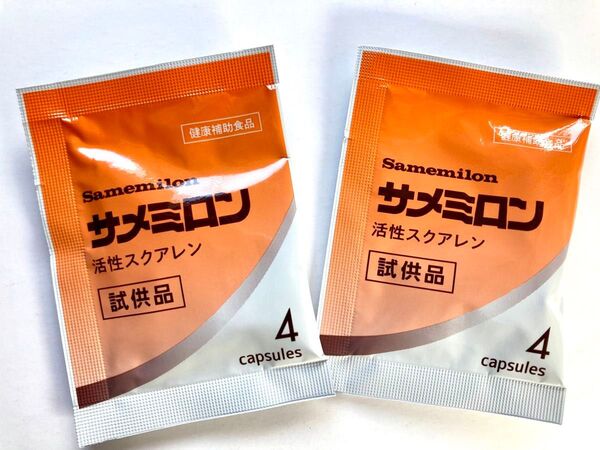 健康補助食品
Samemilon
サメミロン
活性スクアレン
試供品
4
capsules
健康補助食品
Samemilon
サメミロン
活性スクアレン
試供品
4
capsules